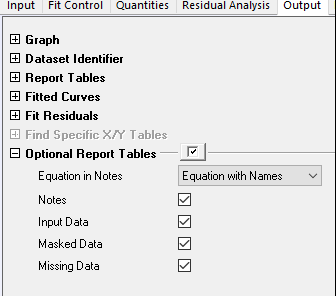 Input Fit Control Quantities Residual Analysis Output
Graph
Dataset Identifier
Report Tables
Fitted Curves
Fit Residuals
Find Specific X/Y Tables
Optional Report Tables
Equation in Notes Equation with Names
Notes
Input Data
Masked Data
Missing Data